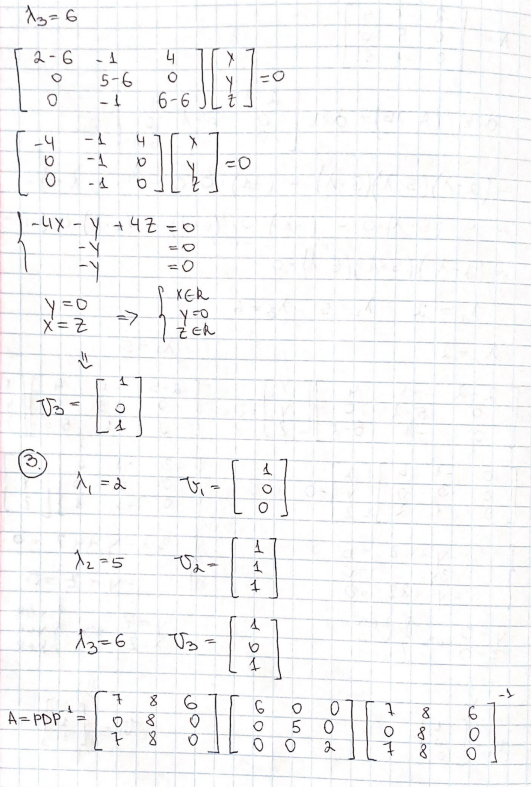 λ₃ = 6
[2-6 -1 4; 0 5-6 0; 0 -1 6-6] [x; y; z] = 0
[-4 -1 4; 0 -1 0; 0 -1 0] [x; y; z] = 0
{ -4x - y + 4z = 0
-y = 0
-y = 0
y = 0
x = z => { x∈R y=0 z∈R
⇓
v₃ = [1; 0; 1]
3.
λ₁ = 2 v₁ = [1; 0; 0]
λ₂ = 5 v₂ = [1; 1; 1]
λ₃ = 6 v₃ = [1; 0; 1]
A = PDP⁻¹ = [7 8 6; 0 8 0; 7 8 0] [6 0 0; 0 5 0; 0 0 2] [7 8 6; 0 8 0; 7 8 0]⁻¹